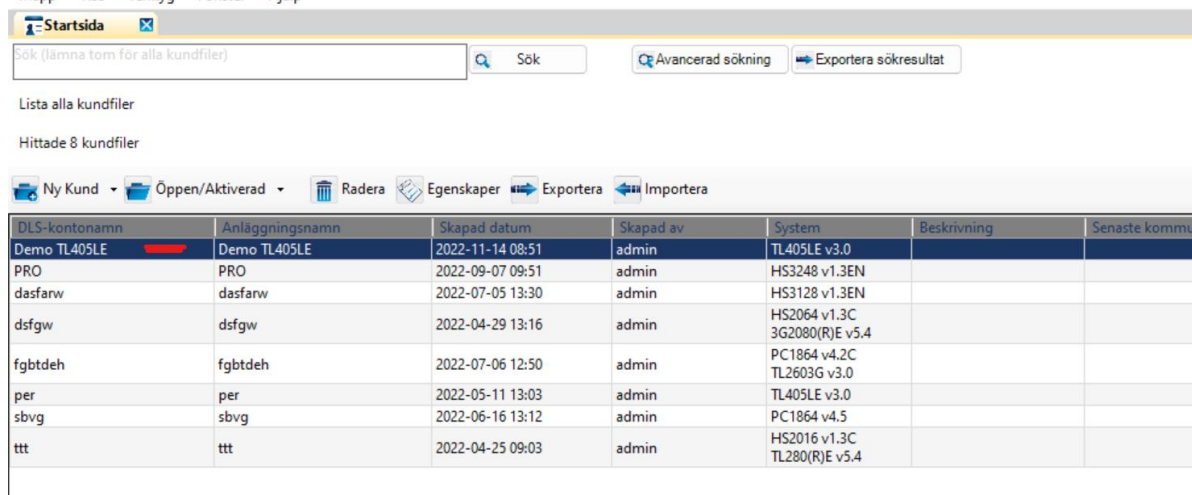 Startsida
Sök (lämna tom för alla kundfiler)
Sök
Avancerad sökning
Exportera sökresultat
Lista alla kundfiler
Hittade 8 kundfiler
Ny Kund Öppen/Aktiverad Radera Egenskaper Exportera Importera
DLS-kontonamn Anläggningsnamn Skapad datum Skapad av System Beskrivning Senaste kommu
Demo TL405LE Demo TL405LE 2022-11-14 08:51 admin TL405LE v3.0
PRO PRO 2022-09-07 09:51 admin HS3248 v1.3EN
dasfarw dasfarw 2022-07-05 13:30 admin HS3128 v1.3EN
dsfgw dsfgw 2022-04-29 13:16 admin HS2064 v1.3C
3G2080(R)E v5.4
fgbtdeh fgbtdeh 2022-07-06 12:50 admin PC1864 v4.2C
TL2603G v3.0
per per 2022-05-11 13:03 admin TL405LE v3.0
sbvg sbvg 2022-06-16 13:12 admin PC1864 v4.5
ttt ttt 2022-04-25 09:03 admin HS2016 v1.3C
TL280(R)E v5.4